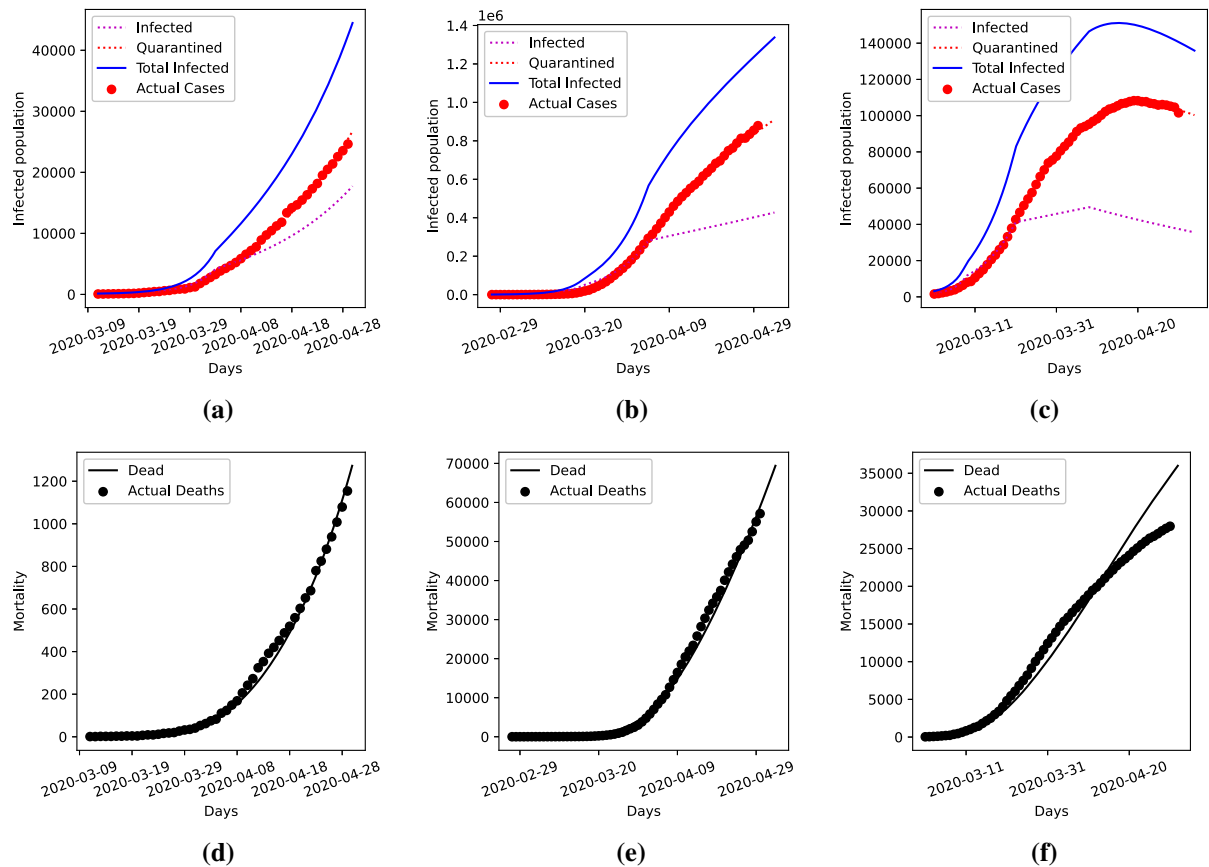 Infected
Quarantined
Total Infected
Actual Cases
Infected population
40000
30000
20000
10000
0
2020-03-09
2020-03-19
2020-03-29
2020-04-08
2020-04-18
2020-04-28
Days
(a)
1e6
Infected
Quarantined
Total Infected
Actual Cases
Infected population
1.4
1.2
1.0
0.8
0.6
0.4
0.2
0.0
2020-02-29
2020-03-20
2020-04-09
2020-04-29
Days
(b)
Infected
Quarantined
Total Infected
Actual Cases
Infected population
140000
120000
100000
80000
60000
40000
20000
0
2020-03-11
2020-03-31
2020-04-20
Days
(c)
Dead
Actual Deaths
Mortality
1200
1000
800
600
400
200
0
2020-03-09
2020-03-19
2020-03-29
2020-04-08
2020-04-18
2020-04-28
Days
(d)
Dead
Actual Deaths
Mortality
70000
60000
50000
40000
30000
20000
10000
0
2020-02-29
2020-03-20
2020-04-09
2020-04-29
Days
(e)
Dead
Actual Deaths
Mortality
35000
30000
25000
20000
15000
10000
5000
0
2020-03-11
2020-03-31
2020-04-20
Days
(f)